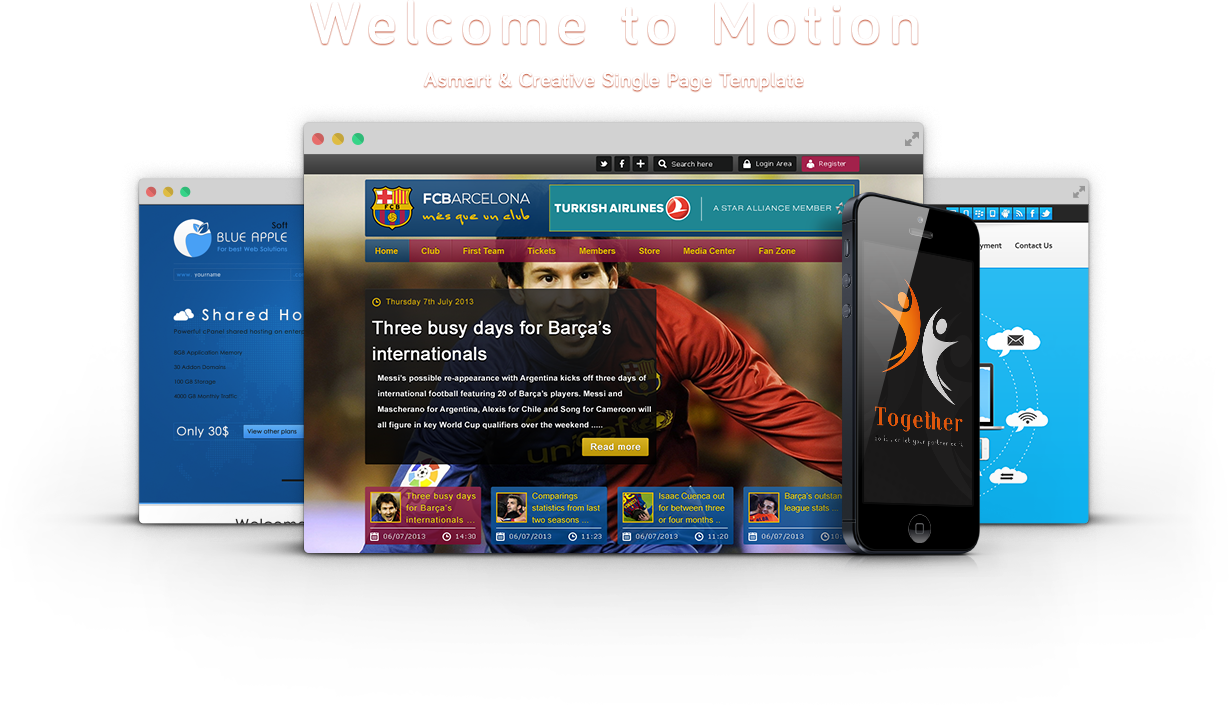 Welcome to Motion
Asmart & Creative Single Page Template
Search here
Login Area
Register
FCBARCELONA
més que un club
TURKISH AIRLINES
A STAR ALLIANCE MEMBER
Home Club First Team Tickets Members Store Media Center Fan Zone
Thursday 7th July 2013
Three busy days for Barça’s
internationals
Messi's possible re-appearance with Argentina kicks off three days of
international football featuring 20 of Barça's players. Messi and
Mascherano for Argentina, Alexis for Chile and Song for Cameroon will
all figure in key World Cup qualifiers over the weekend .....
Read more
Three busy days
for Barça's
internationals ...
06/07/2013 14:30
Comparings
statistics from last
two seasons ...
06/07/2013 11:23
Isaac Cuenca out
for between three
or four months ..
06/07/2013 11:20
Barça's outstan
league stats ...
06/07/2013 10:
FCB
Soft
BLUE APPLE
For best Web Solutions
www. yourname
Shared Ho
Powerful cPanel shared hosting on enterp
8GB Application Memory
30 Addon Domains
100 GB Storage
4000 GB Monthly Traffic
Only 30$
View other plans
Welcome
Together
yment Contact Us